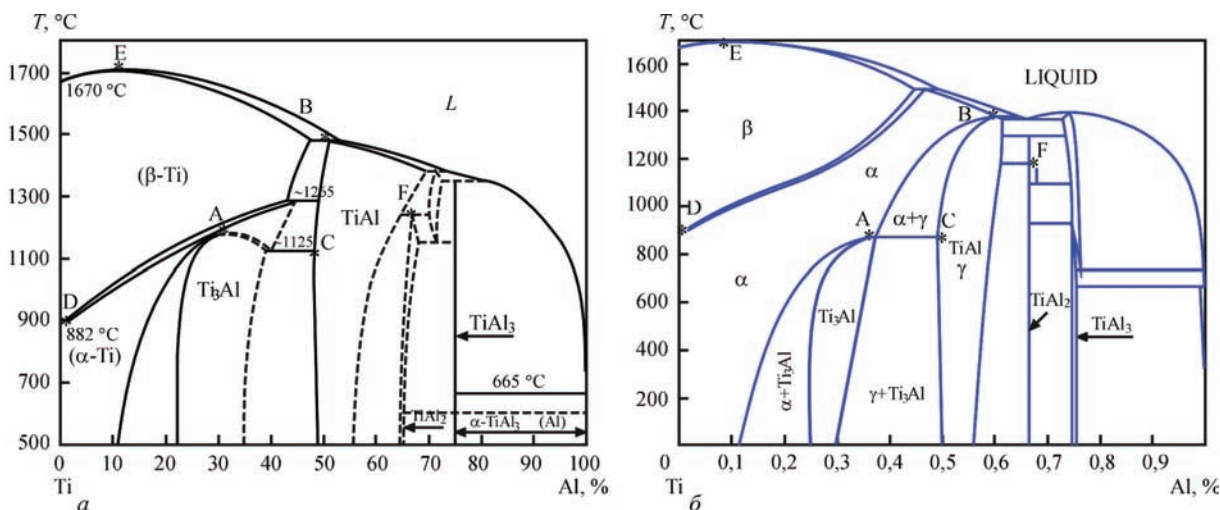 T, °C
1700
1500
1300
1100
900
700
500
E
1670 °C
B
L
(β-Ti)
~1265
A
F
TiAl
~1125
C
Ti3Al
D
882 °C
(α-Ti)
TiAl3
665 °C
TiAl2
α-TiAl3 (Al)
0 10 20 30 40 50 60 70 80 90 100
Ti
Al, %
а
T, °C
1600
1400
1200
1000
800
600
400
200
0
E
LIQUID
B
β
F
α
D
A
α+γ
C
TiAl
γ
α
Ti3Al
TiAl2
TiAl3
α+Ti3Al
γ+Ti3Al
0,1 0,2 0,3 0,4 0,5 0,6 0,7 0,8 0,9
Ti
Al, %
б